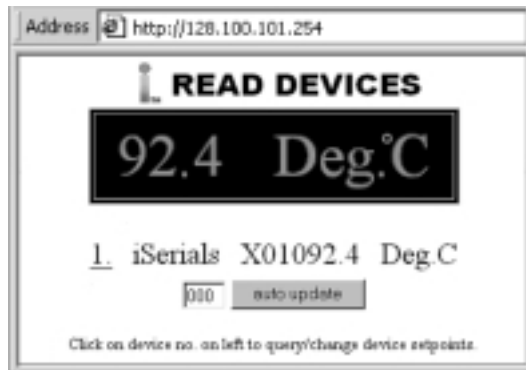 Address http://128.100.101.254
i READ DEVICES
92.4 Deg.°C
1. iSerials X01092.4 Deg.C
000 auto update
Click on device no. on left to query/change device setpoints.